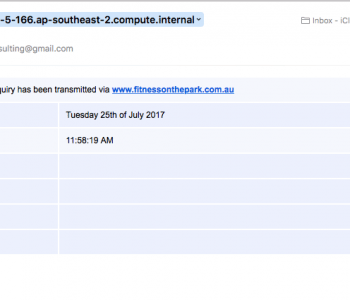 -5-166.ap-southeast-2.compute.internal
Inbox - iCl
sulting@gmail.com
quiry has been transmitted via www.fitnessonthepark.com.au
Tuesday 25th of July 2017
11:58:19 AM